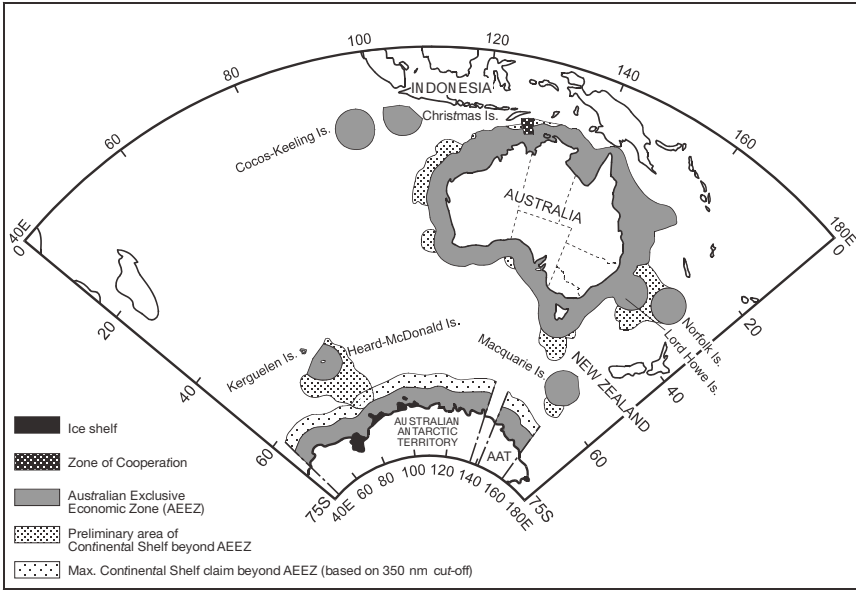 100
120
80
140
INDONESIA
Christmas Is.
Cocos-Keeling Is.
60
160
AUSTRALIA
40E
0
180E
0
20
20
Norfolk Is.
Lord Howe Is.
Heard-McDonald Is.
Kerguelen Is.
Macquarie Is.
NEW ZEALAND
40
40
60
60
AUSTRALIAN
ANTARCTIC
TERRITORY
AAT
75S
40E
60
80
100
120
140
160
180E
75S
Ice shelf
Zone of Cooperation
Australian Exclusive
Economic Zone (AEEZ)
Preliminary area of
Continental Shelf beyond AEEZ
Max. Continental Shelf claim beyond AEEZ (based on 350 nm cut-off)